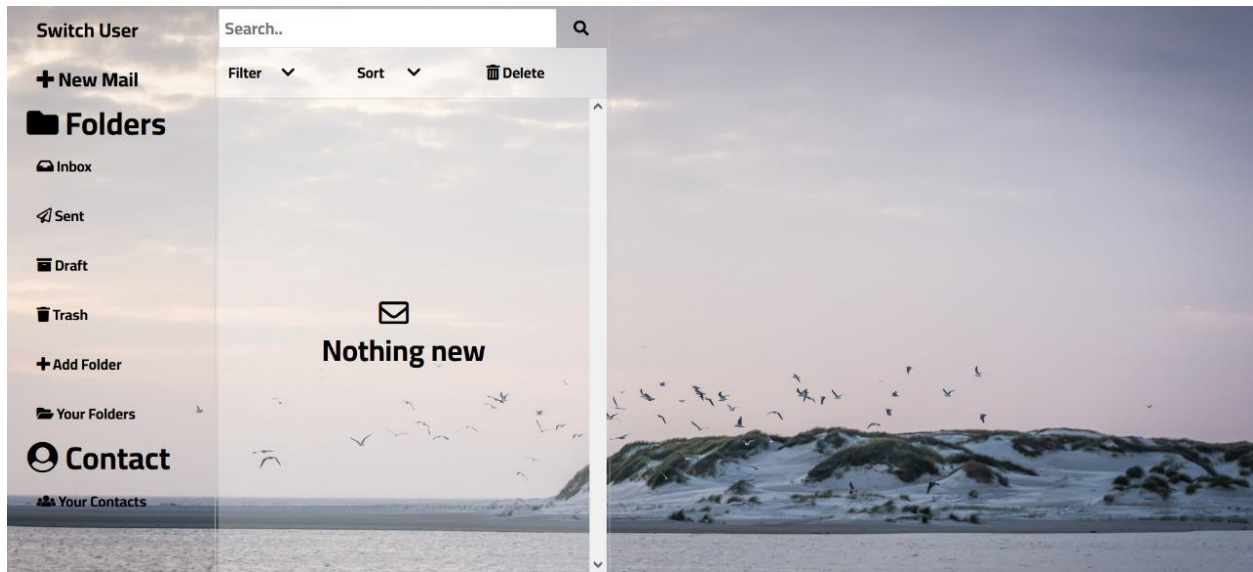 Switch User
New Mail
Folders
Inbox
Sent
Draft
Trash
Add Folder
Your Folders
Contact
Your Contacts
Search..
Filter
Sort
Delete
Nothing new